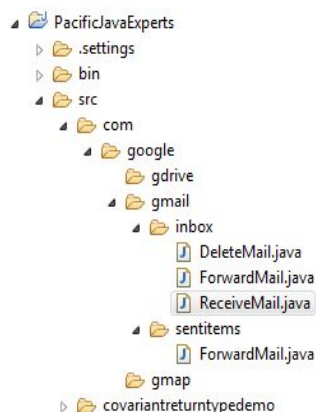 PacificJavaExperts
.settings
bin
src
com
google
gdrive
gmail
inbox
DeleteMail.java
ForwardMail.java
ReceiveMail.java
sentitems
ForwardMail.java
gmap
covariantreturntypedemo